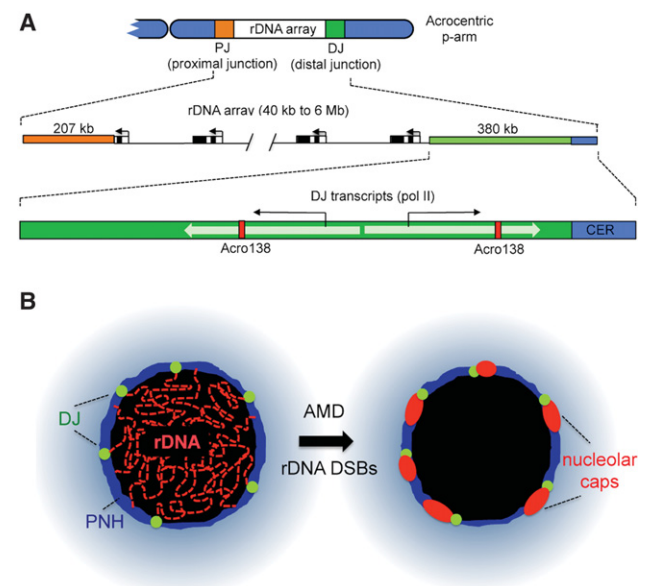 A
rDNA array
Acrocentric
p-arm
PJ
(proximal junction)
DJ
(distal junction)
rDNA array (40 kb to 6 Mb)
207 kb
380 kb
DJ transcripts (pol II)
Acro138
Acro138
CER
B
DJ
rDNA
PNH
AMD
rDNA DSBs
nucleolar
caps